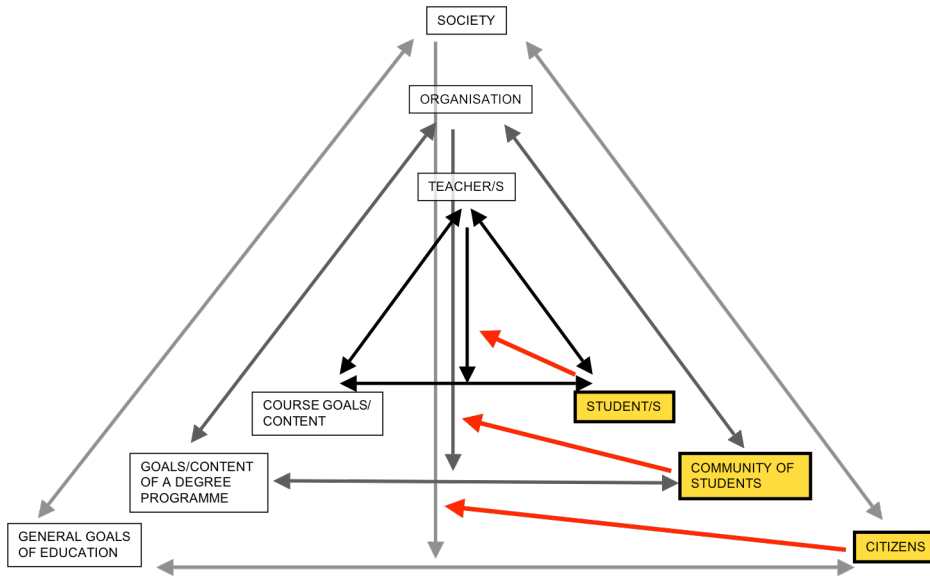 SOCIETY
ORGANISATION
TEACHER/S
COURSE GOALS/
CONTENT
STUDENT/S
GOALS/CONTENT
OF A DEGREE
PROGRAMME
COMMUNITY OF
STUDENTS
GENERAL GOALS
OF EDUCATION
CITIZENS